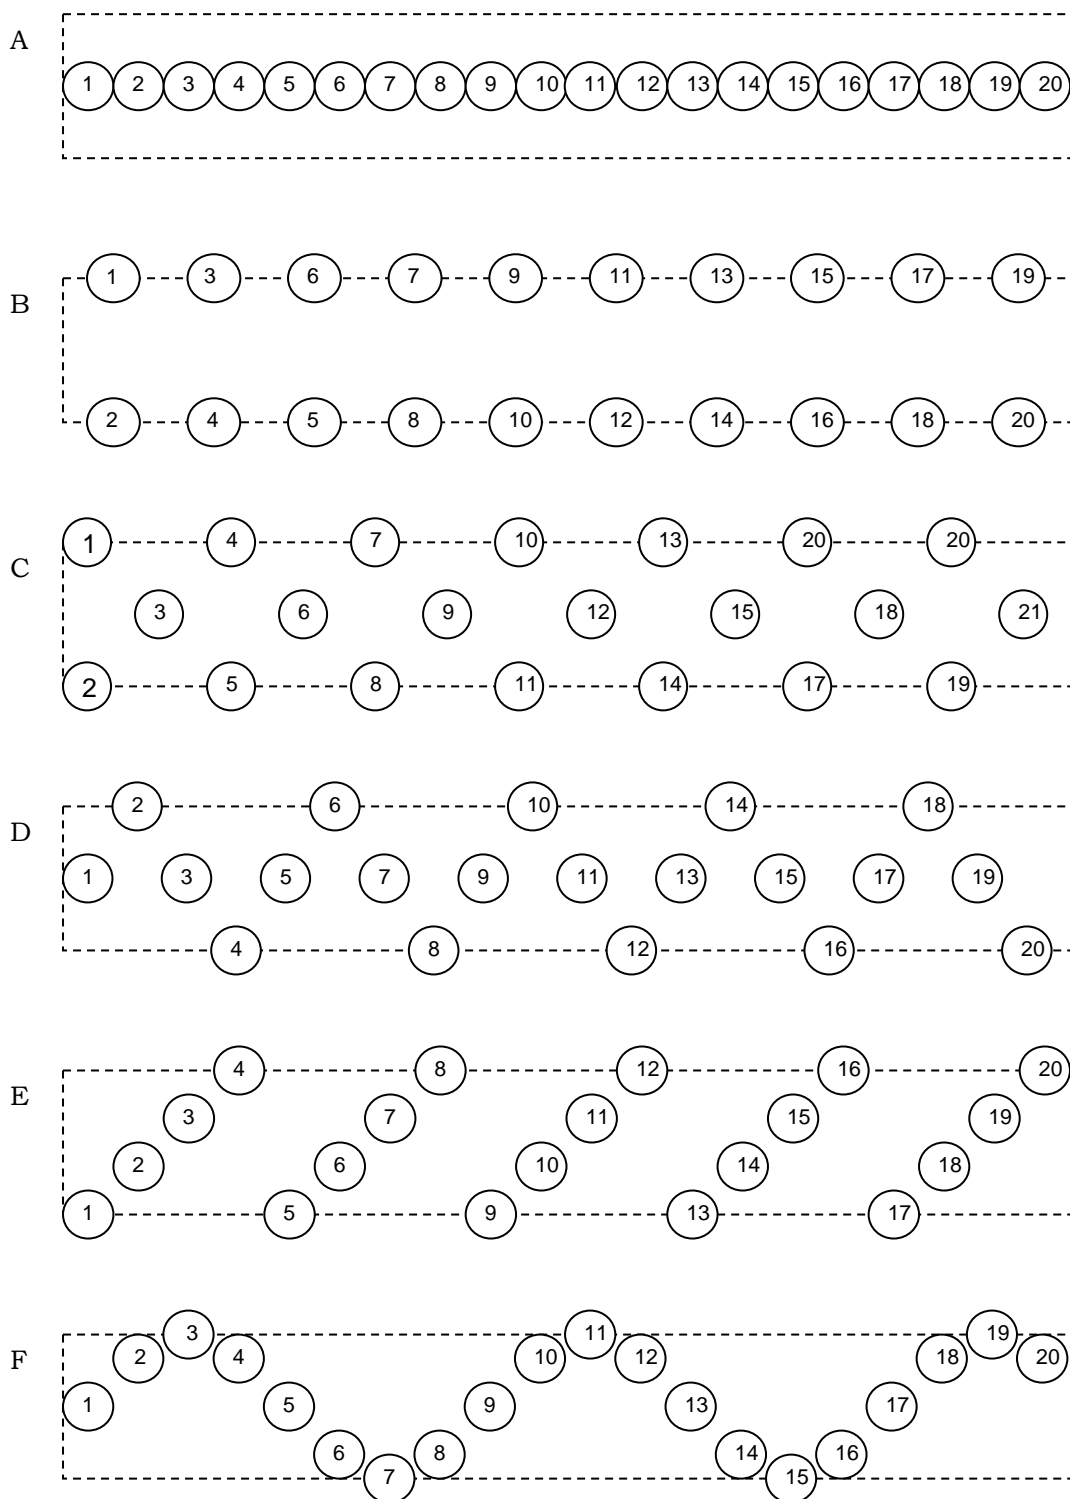 A
1 2 3 4 5 6 7 8 9 10 11 12 13 14 15 16 17 18 19 20
1 3 6 7 9 11 13 15 17 19
B
2 4 5 8 10 12 14 16 18 20
1 4 7 10 13 20 20
C
3 6 9 12 15 18 21
2 5 8 11 14 17 19
2 6 10 14 18
D
1 3 5 7 9 11 13 15 17 19
4 8 12 16 20
4 8 12 16 20
E
3 7 11 15 19
2 6 10 14 18
1 5 9 13 17
3 11 19
F
2 4 10 12 18 20
1 5 9 13 17
6 8 14 16
7 15